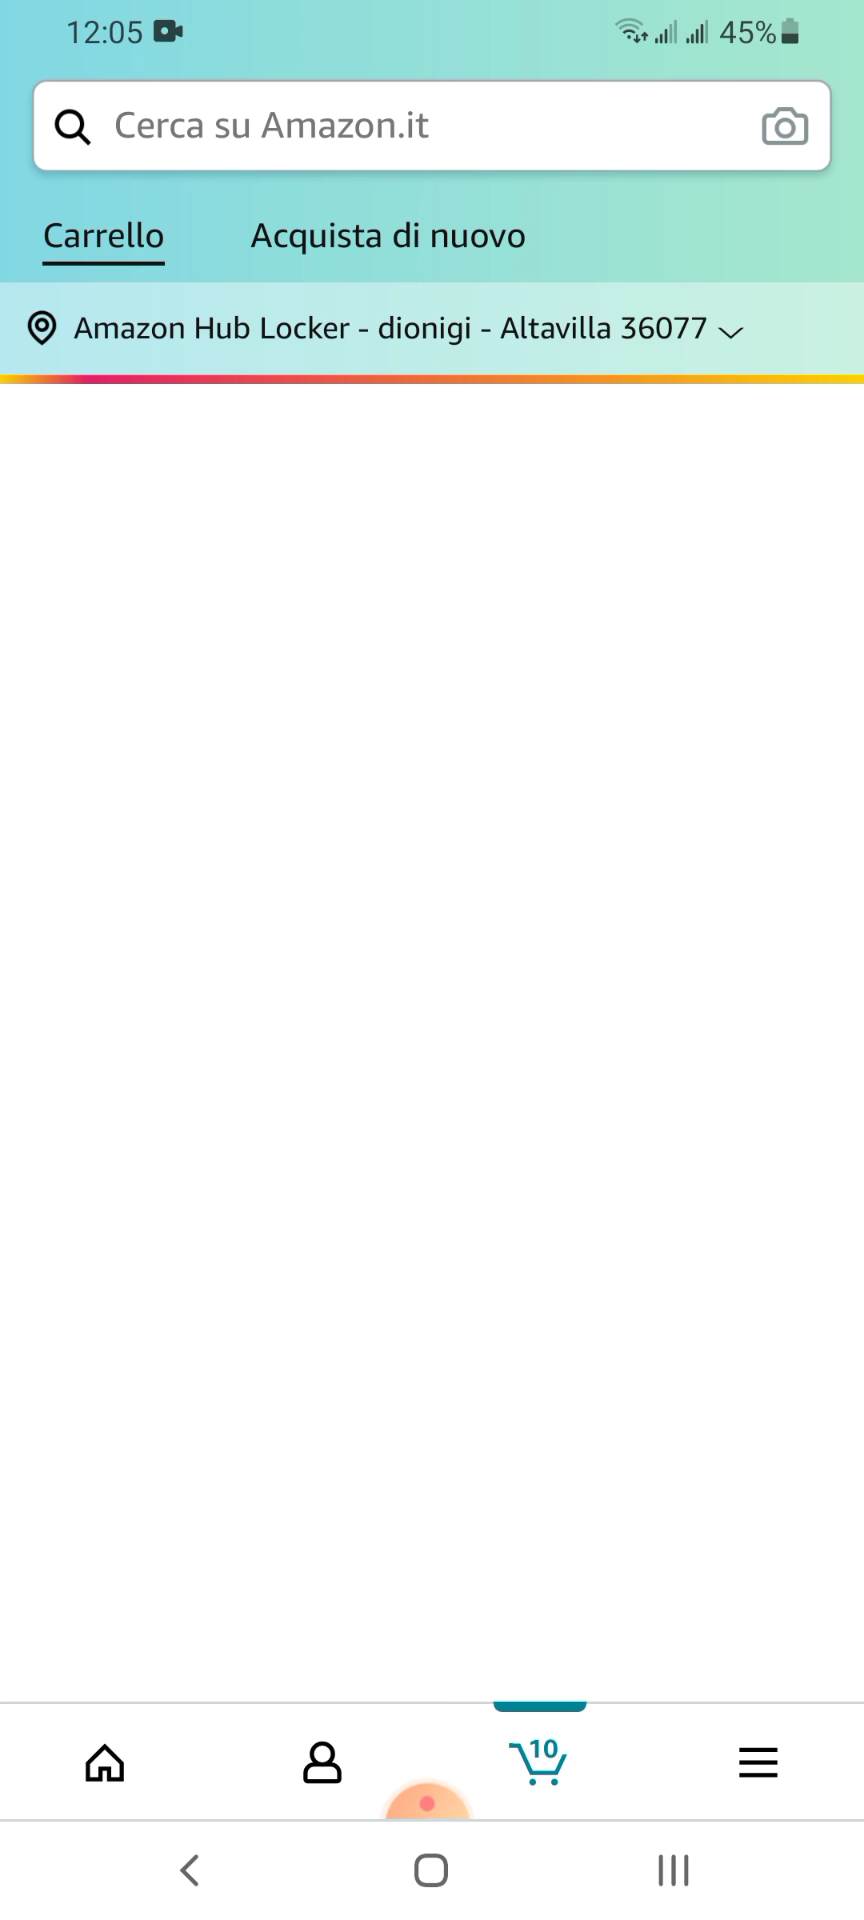 12:05 45%
Cerca su Amazon.it
Carrello Acquista di nuovo
Amazon Hub Locker - dionigi - Altavilla 36077
10